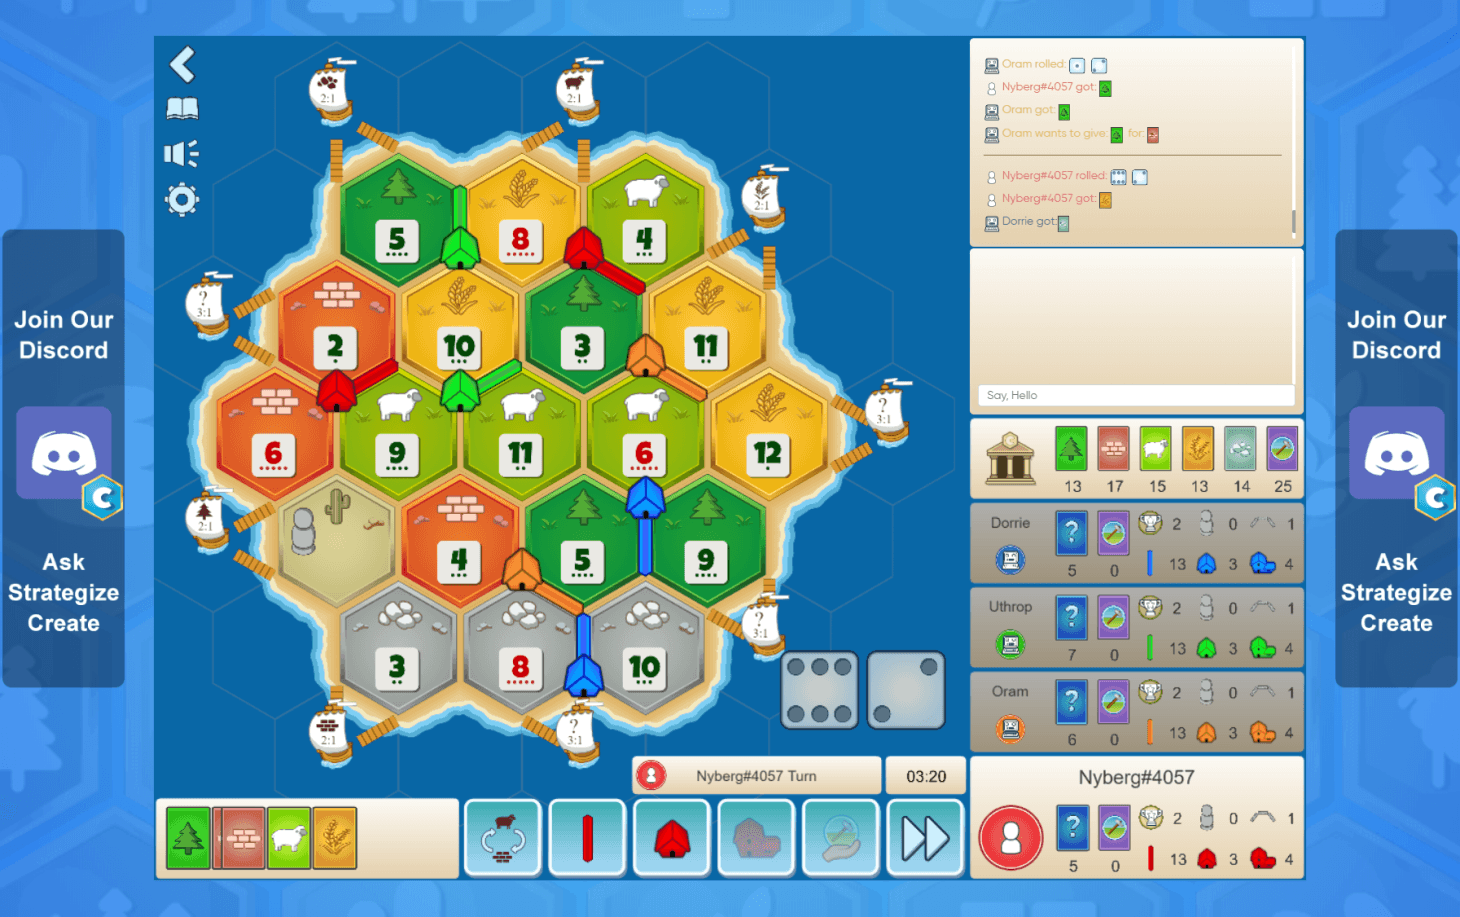 Join Our
Discord
C
Ask
Strategize
Create
2:1
2:1
2:1
?
3:1
?
3:1
2:1
?
3:1
2:1
?
3:1
5
8
4
2
10
3
11
6
9
11
6
12
4
5
9
3
8
10
Oram rolled:
Nyberg#4057 got:
Oram got:
Oram wants to give: for:
Nyberg#4057 rolled:
Nyberg#4057 got:
Dorrie got:
Say, Hello
C
13 17 15 13 14 25
Dorrie
? 2 0 1
5 0 13 3 4
Uthrop
? 2 0 1
7 0 13 3 4
Oram
? 2 0 1
6 0 13 3 4
Nyberg#4057 Turn 03:20
Nyberg#4057
? 2 0 1
5 0 13 3 4
Join Our
Discord
C
Ask
Strategize
Create